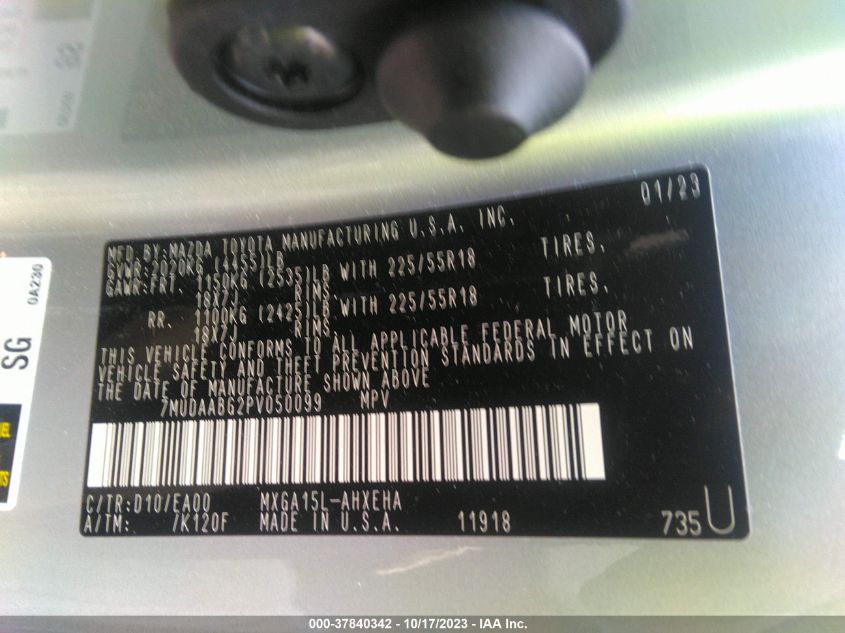 01/23
MFD.BY:MAZDA TOYOTA MANUFACTURING U.S.A. INC.
GVWR:2020KG (4455)LB
GAWR:FRT. 1150KG (2535)LB WITH 225/55R18 TIRES,
18X7J RIMS,
RR. 1100KG (2425)LB WITH 225/55R18 TIRES,
18X7J RIMS,
THIS VEHICLE CONFORMS TO ALL APPLICABLE FEDERAL MOTOR
VEHICLE SAFETY AND THEFT PREVENTION STANDARDS IN EFFECT ON
THE DATE OF MANUFACTURE SHOWN ABOVE
7MUDAABG2PV050099 MPV
C/TR:D10/EA00 MXGA15L-AHXEHA
A/TM: /K120F MADE IN U.S.A. 11918 735U
0A230
SG
000-37840342 - 10/17/2023 - IAA Inc.